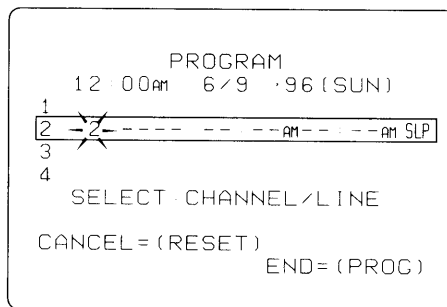 PROGRAM
12:00AM 6/9 '96(SUN)
1
2 -2- ---- -- --AM ----AM SLP
3
4
SELECT CHANNEL/LINE
CANCEL=(RESET)
END=(PROG)